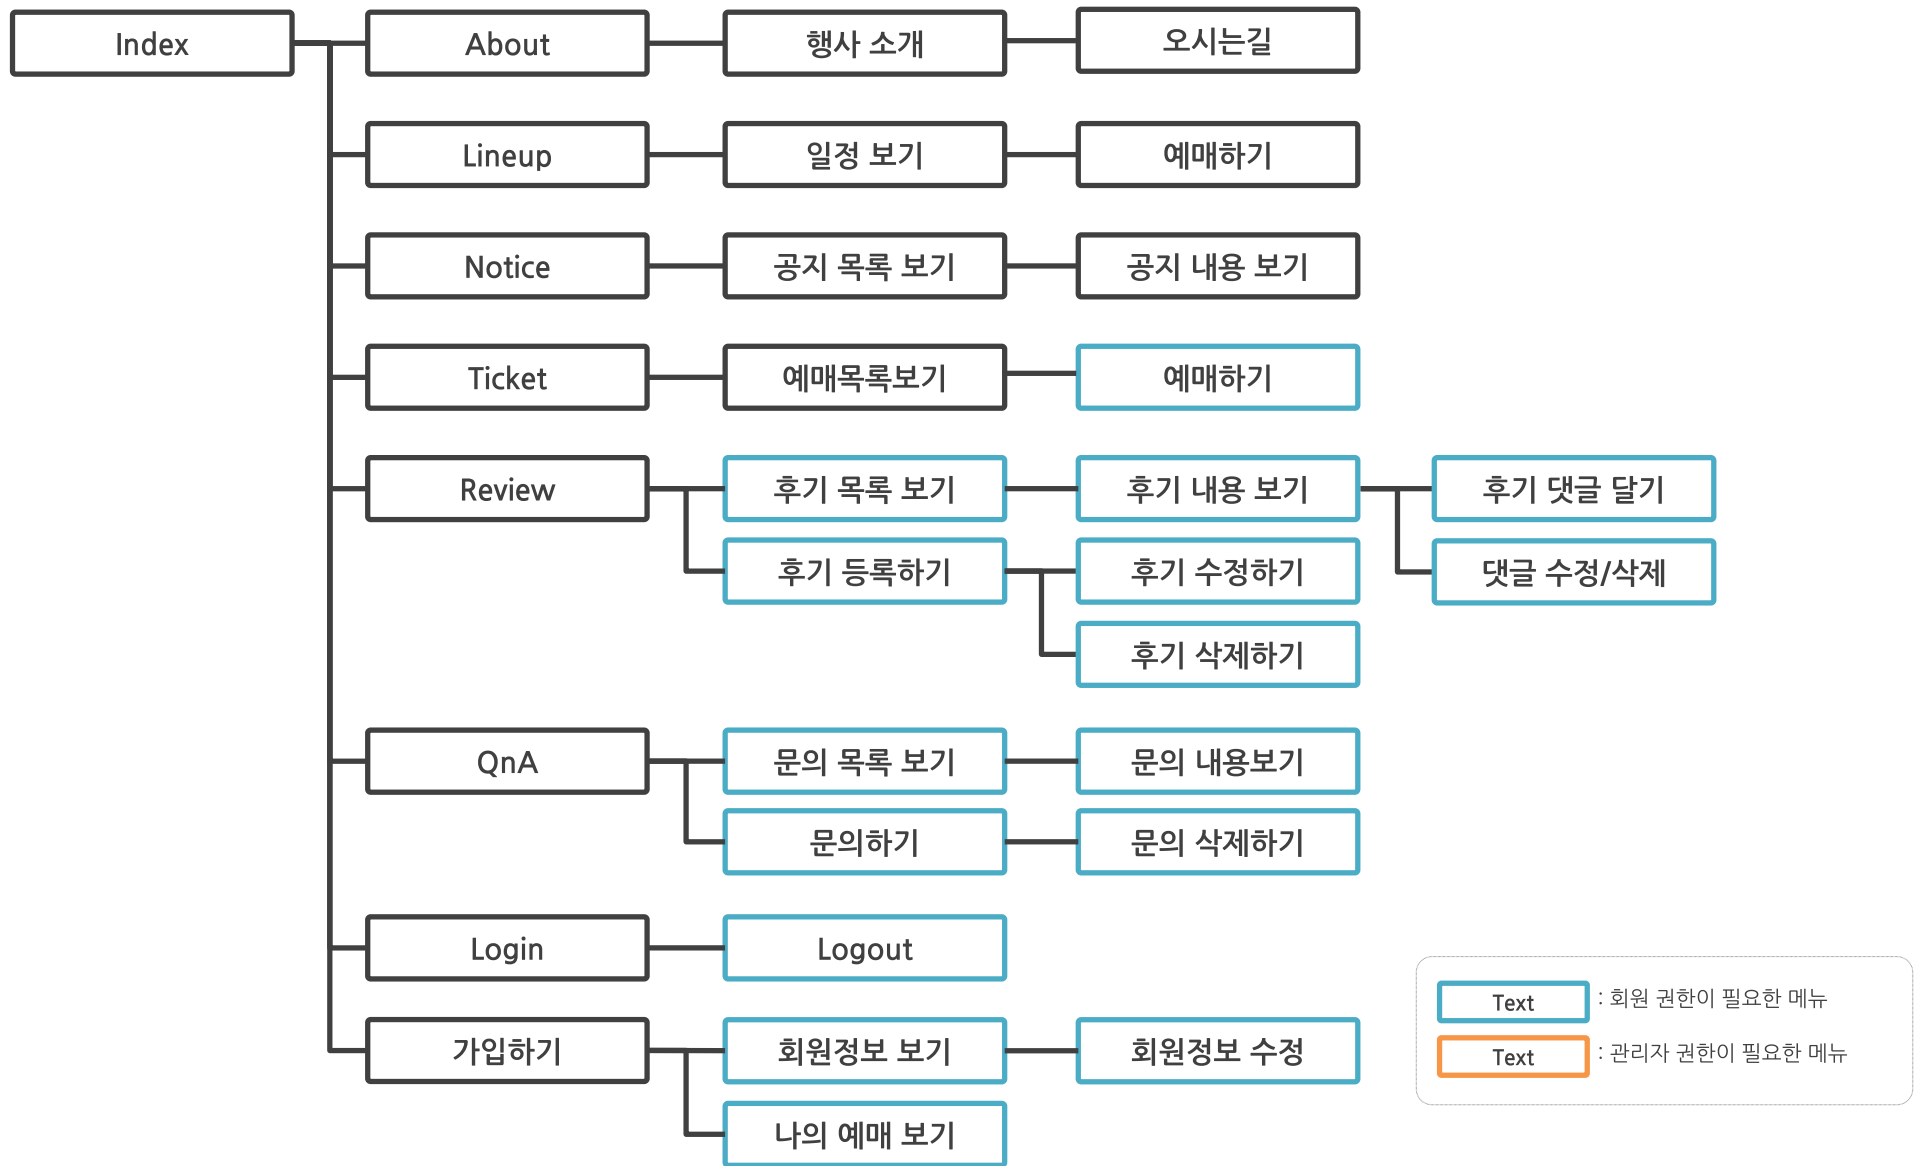 Index
About
행사 소개
오시는길
Lineup
일정 보기
예매하기
Notice
공지 목록 보기
공지 내용 보기
Ticket
예매목록보기
예매하기
Review
후기 목록 보기
후기 내용 보기
후기 댓글 달기
후기 등록하기
후기 수정하기
댓글 수정/삭제
후기 삭제하기
QnA
문의 목록 보기
문의 내용보기
문의하기
문의 삭제하기
Login
Logout
가입하기
회원정보 보기
회원정보 수정
나의 예매 보기
Text : 회원 권한이 필요한 메뉴
Text : 관리자 권한이 필요한 메뉴